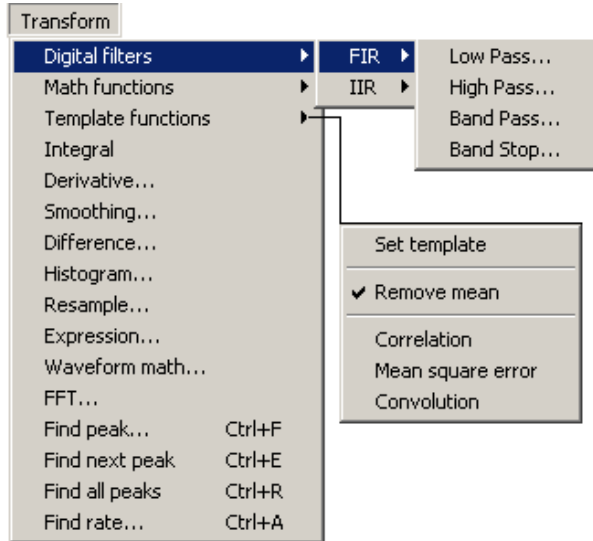 Transform
Digital filters
Math functions
Template functions
Integral
Derivative...
Smoothing...
Difference...
Histogram...
Resample...
Expression...
Waveform math...
FFT...
Find peak... Ctrl+F
Find next peak Ctrl+E
Find all peaks Ctrl+R
Find rate... Ctrl+A
FIR
IIR
Low Pass...
High Pass...
Band Pass...
Band Stop...
Set template
Remove mean
Correlation
Mean square error
Convolution